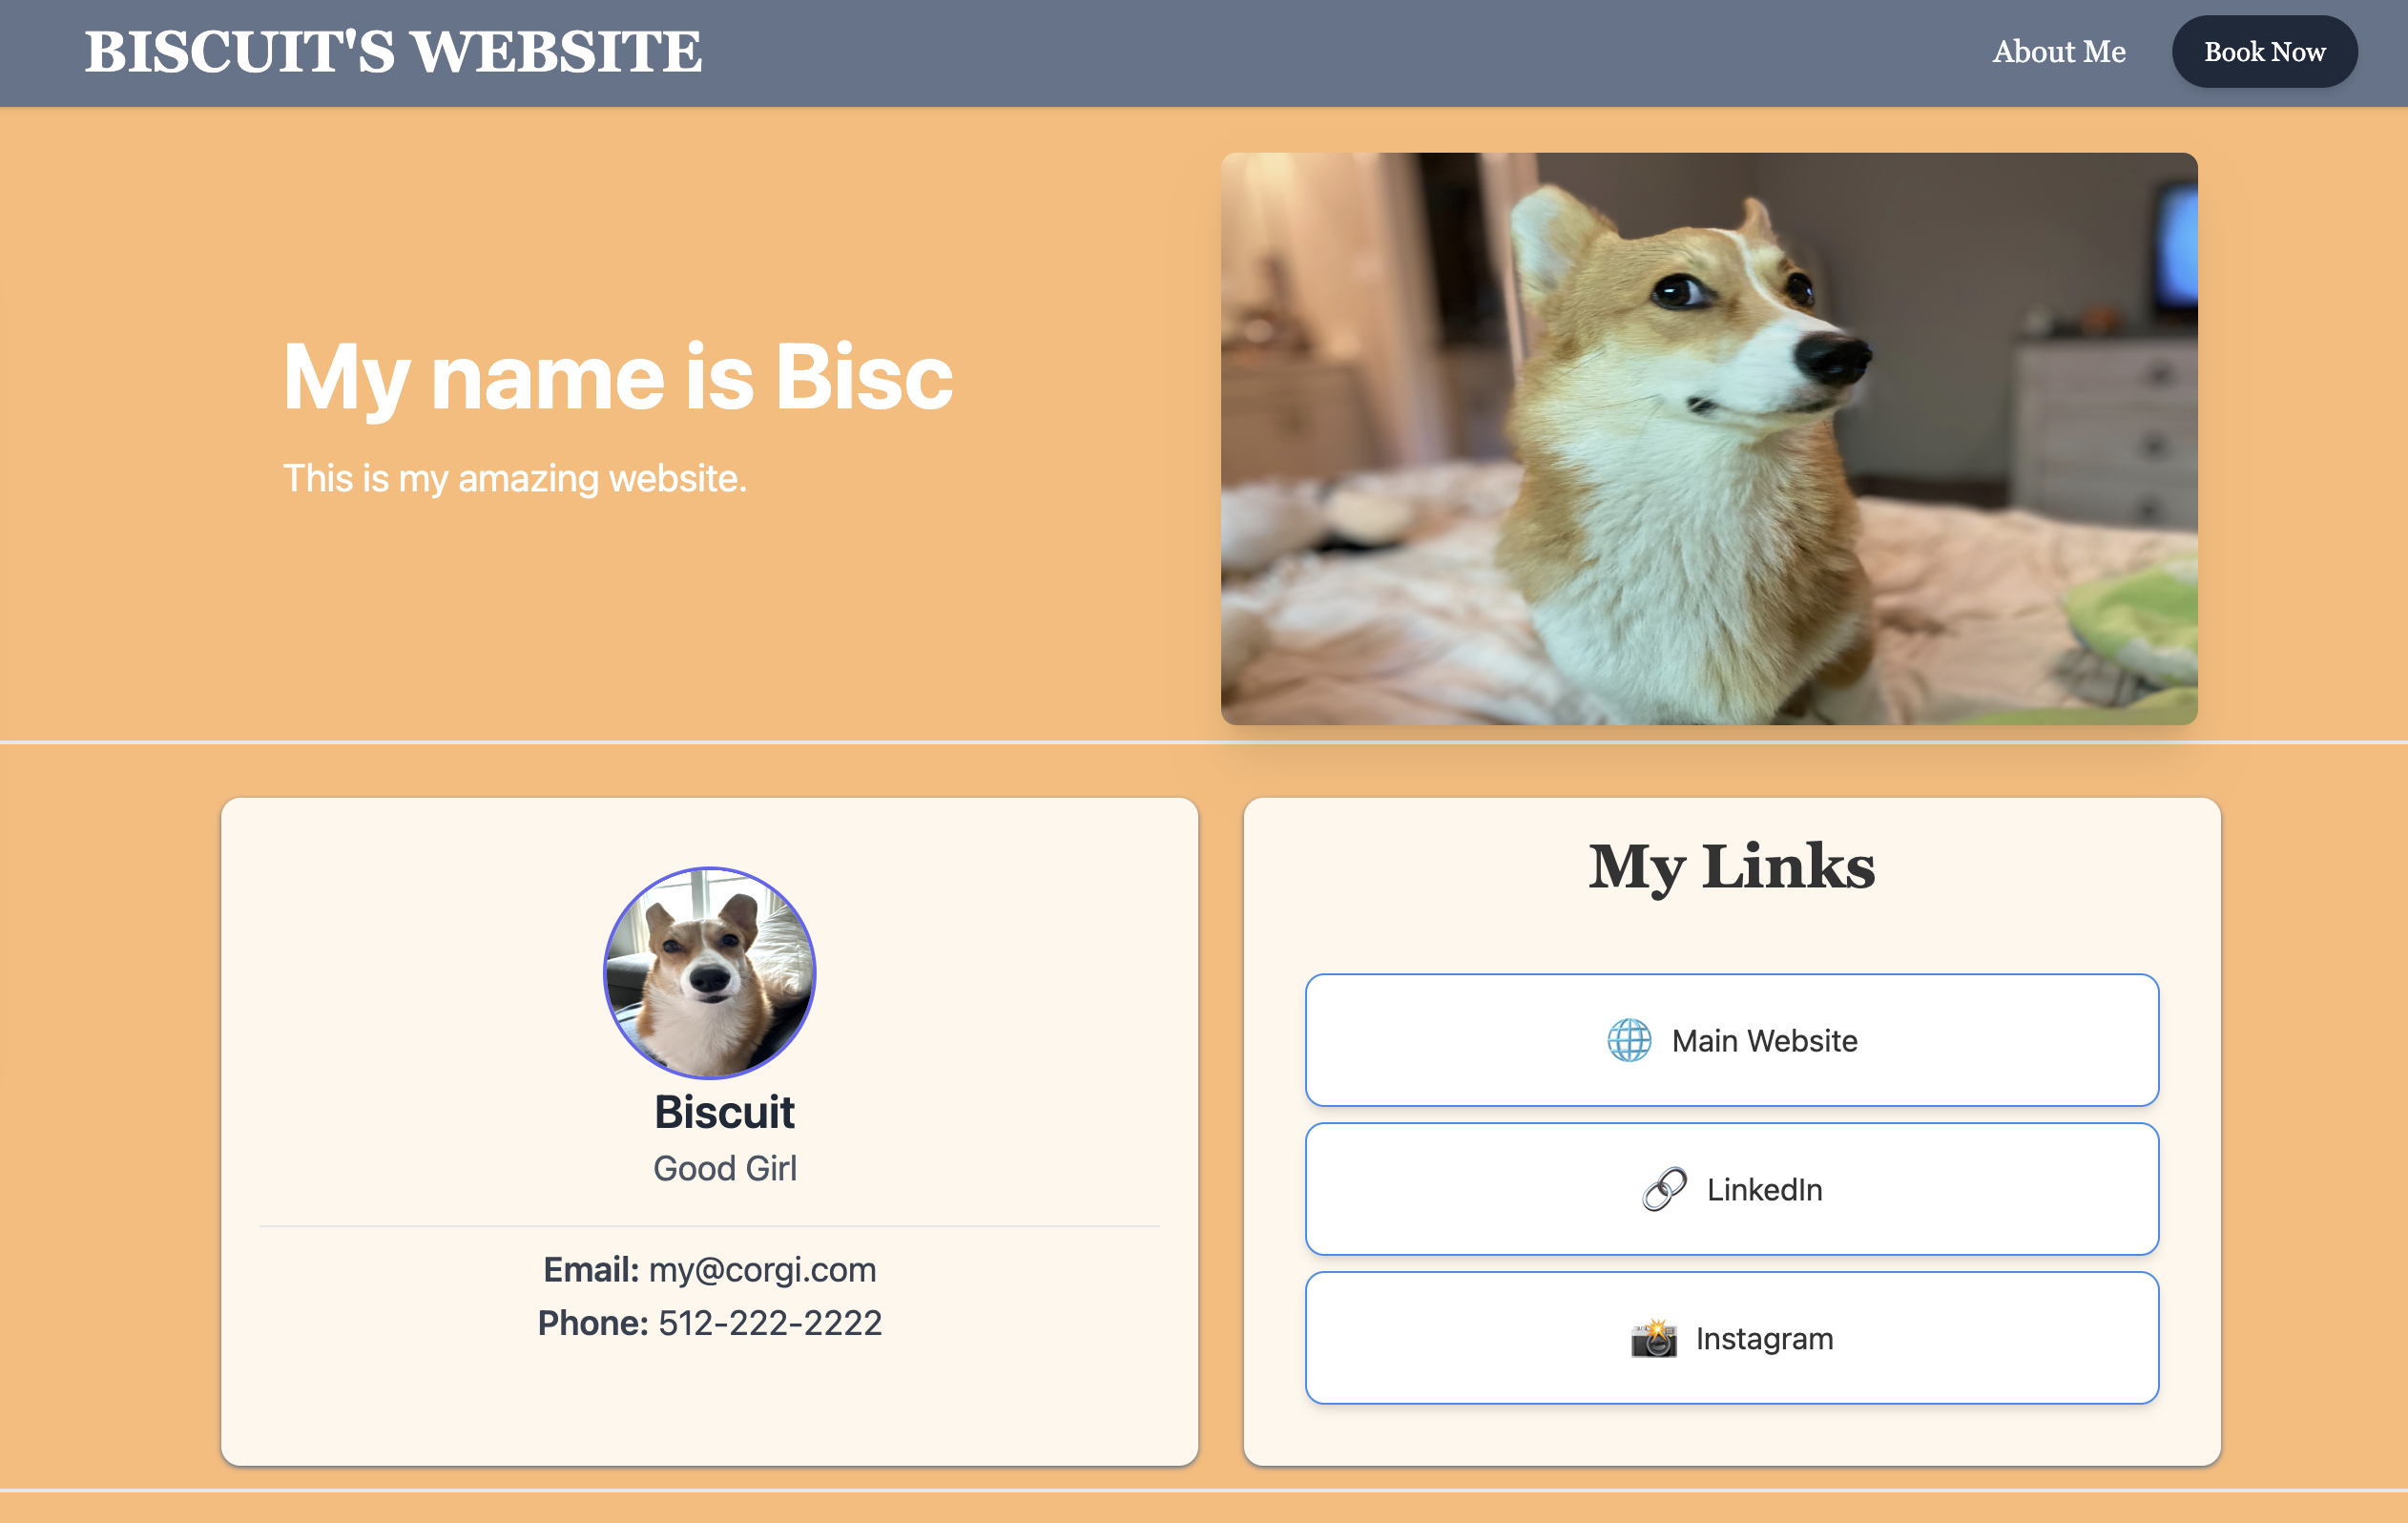 BISCUIT'S WEBSITE
About Me
Book Now
My name is Bisc
This is my amazing website.
Biscuit
Good Girl
Email: my@corgi.com
Phone: 512-222-2222
My Links
Main Website
LinkedIn
Instagram